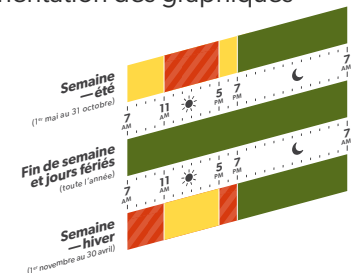 mentation des graphiques
Semaine
—été
(1er mai au 31 octobre)
7 AM 11 AM 5 PM 7 PM 7 AM
Fin de semaine
et jours fériés
(toute l'année)
7 AM 11 AM 5 PM 7 PM 7 AM
Semaine
—hiver
(1er novembre au 30 avril)